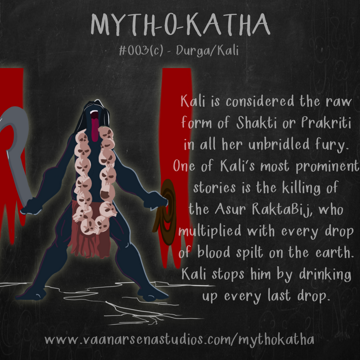 MYTH-O-KATHA
#003(c) - Durga/Kali
Kali is considered the raw
form of Shakti or Prakriti
in all her unbridled fury.
One of Kali's most prominent
stories is the killing of
the Asur RaktaBij, who
multiplied with every drop
of blood spilt on the earth.
Kali stops him by drinking
up every last drop.
www.vaanarsenastudios.com/mythokatha